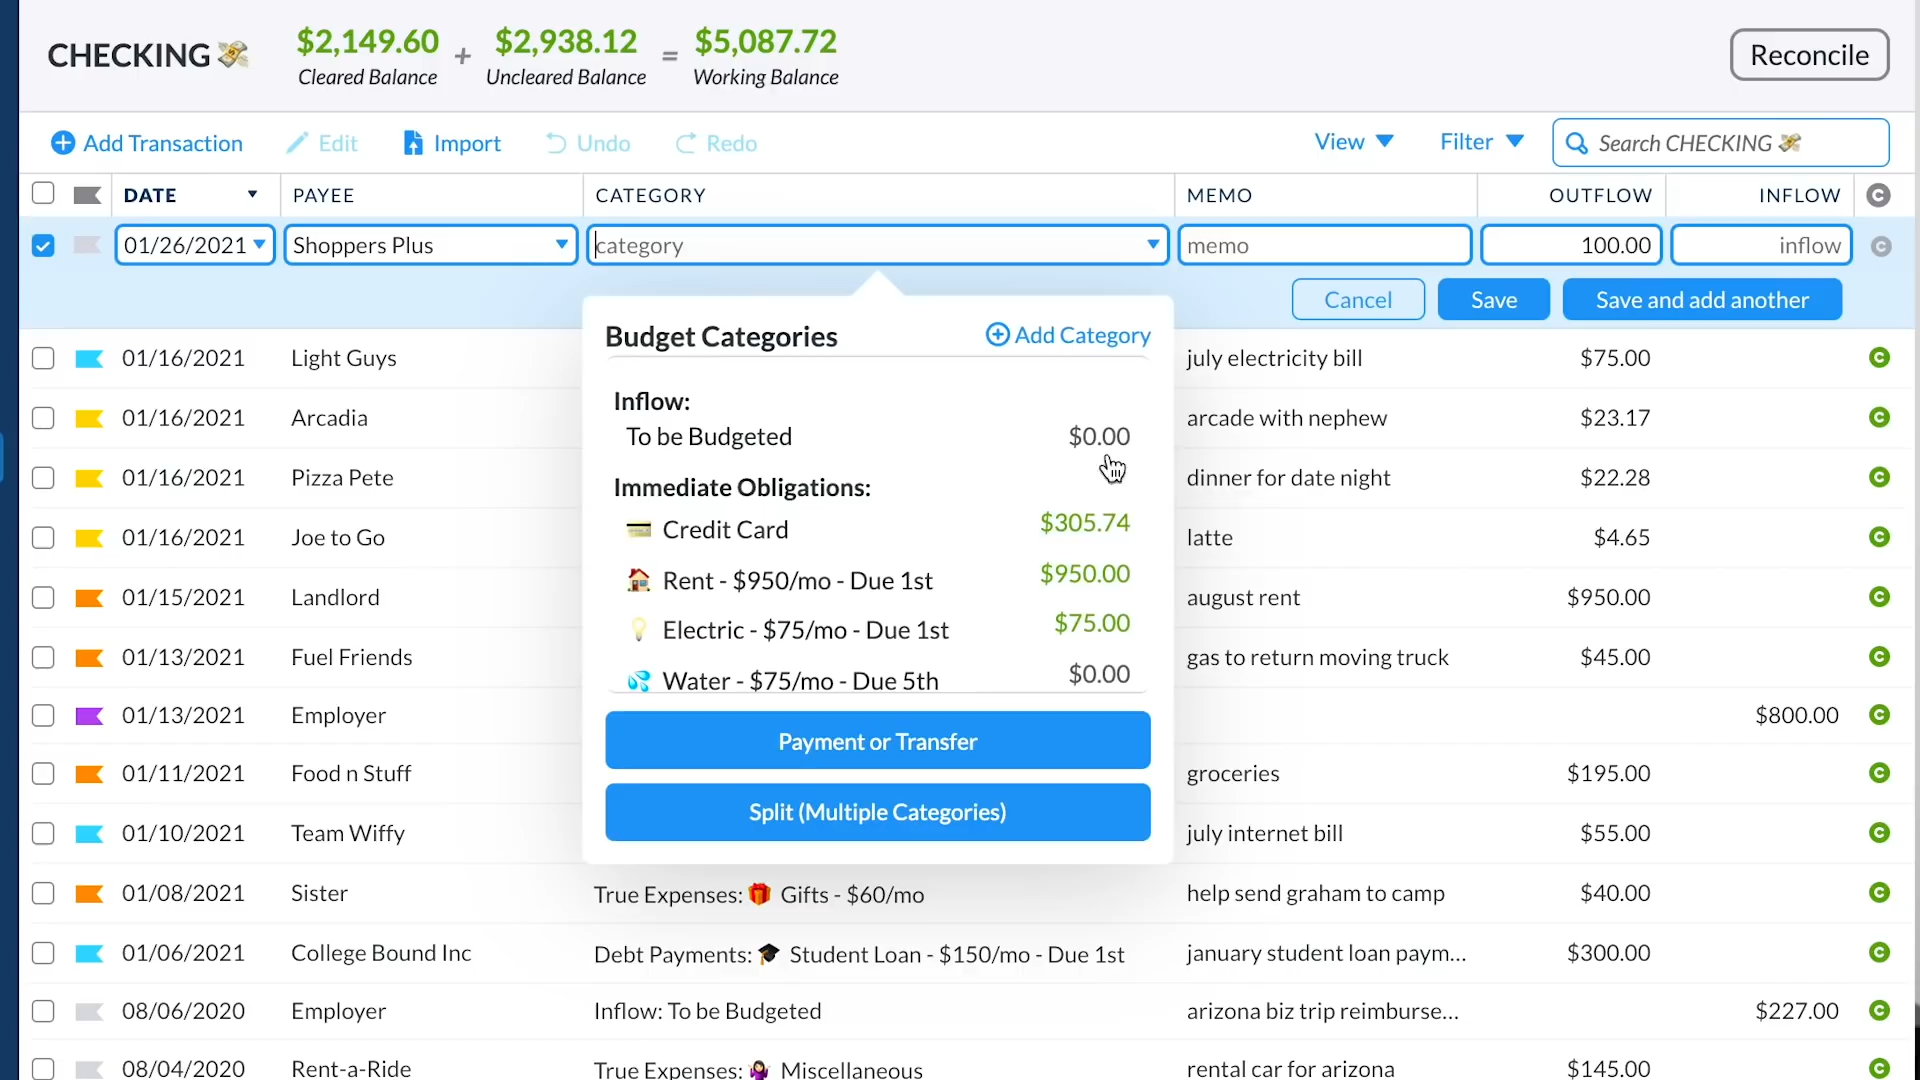 CHECKING 💸 $2,149.60 + $2,938.12 = $5,087.72 Reconcile
Cleared Balance Uncleared Balance Working Balance
Add Transaction Edit Import Undo Redo View Filter Search CHECKING 💸
DATE PAYEE CATEGORY MEMO OUTFLOW INFLOW C
01/26/2021 Shoppers Plus category memo 100.00 inflow C
Cancel Save Save and add another
Budget Categories Add Category
Inflow:
To be Budgeted $0.00
Immediate Obligations:
💳 Credit Card $305.74
🏠 Rent - $950/mo - Due 1st $950.00
💡 Electric - $75/mo - Due 1st $75.00
💦 Water - $75/mo - Due 5th $0.00
Payment or Transfer
Split (Multiple Categories)
01/16/2021 Light Guys july electricity bill $75.00 C
01/16/2021 Arcadia arcade with nephew $23.17 C
01/16/2021 Pizza Pete dinner for date night $22.28 C
01/16/2021 Joe to Go latte $4.65 C
01/15/2021 Landlord august rent $950.00 C
01/13/2021 Fuel Friends gas to return moving truck $45.00 C
01/13/2021 Employer $800.00 C
01/11/2021 Food n Stuff groceries $195.00 C
01/10/2021 Team Wiffy july internet bill $55.00 C
01/08/2021 Sister True Expenses: 🎁 Gifts - $60/mo help send graham to camp $40.00 C
01/06/2021 College Bound Inc Debt Payments: 🎓 Student Loan - $150/mo - Due 1st january student loan paym... $300.00 C
08/06/2020 Employer Inflow: To be Budgeted arizona biz trip reimburse... $227.00 C
08/04/2020 Rent-a-Ride True Expenses: 🤷‍♀️ Miscellaneous rental car for arizona $145.00 C